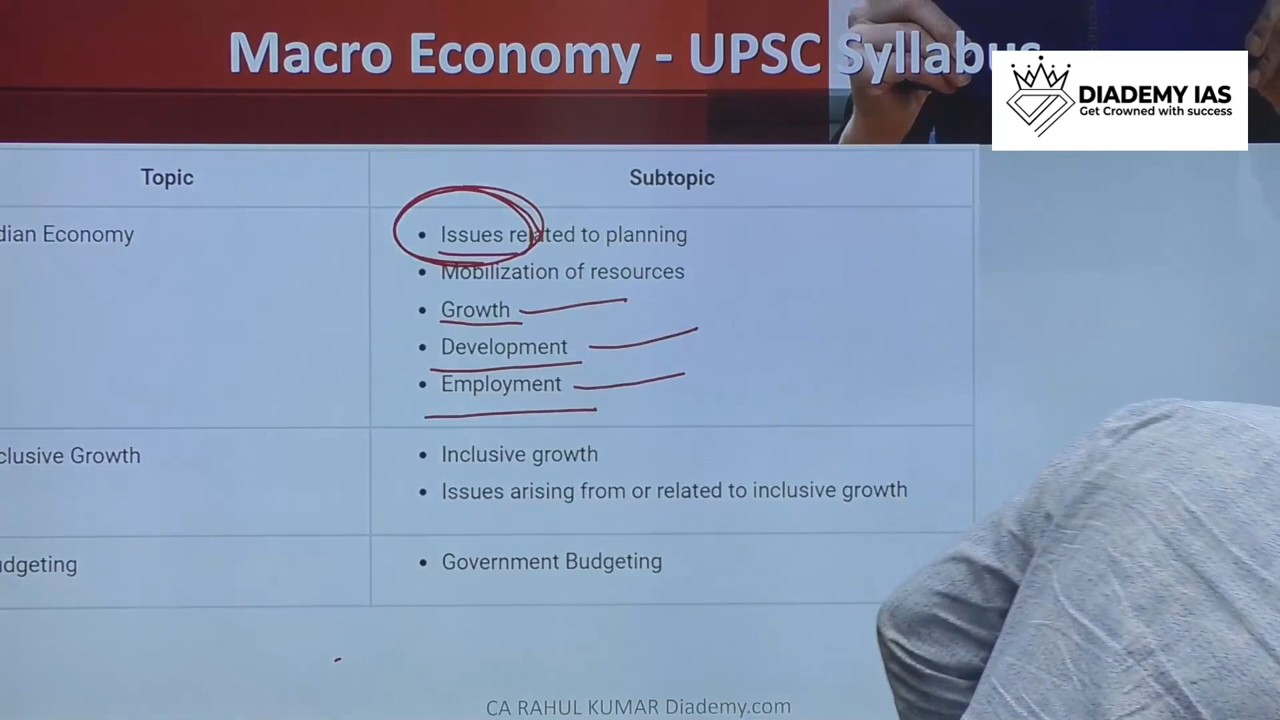 Macro Economy - UPSC Syllabus
DIADEMY IAS
Get Crowned with success
Topic
Subtopic
dian Economy
• Issues related to planning
• Mobilization of resources
• Growth
• Development
• Employment
clusive Growth
• Inclusive growth
• Issues arising from or related to inclusive growth
udgeting
• Government Budgeting
CA RAHUL KUMAR Diademy.com